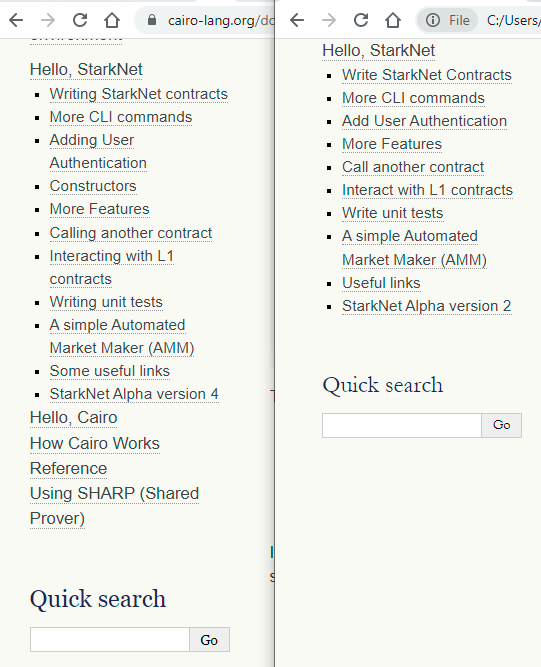 cairo-lang.org/do
environment
Hello, StarkNet
Writing StarkNet contracts
More CLI commands
Adding User
Authentication
Constructors
More Features
Calling another contract
Interacting with L1
contracts
Writing unit tests
A simple Automated
Market Maker (AMM)
Some useful links
StarkNet Alpha version 4
Hello, Cairo
How Cairo Works
Reference
Using SHARP (Shared
Prover)
Quick search
Go
File C:/Users/
Hello, StarkNet
Write StarkNet Contracts
More CLI commands
Add User Authentication
More Features
Call another contract
Interact with L1 contracts
Write unit tests
A simple Automated
Market Maker (AMM)
Useful links
StarkNet Alpha version 2
Quick search
Go